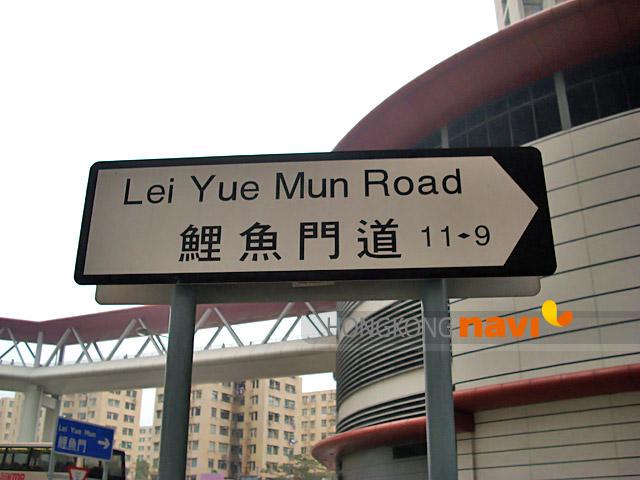 Lei Yue Mun Road
鯉魚門道 11-9
HONGKONG navi
Lei Yue Mun
鯉魚門